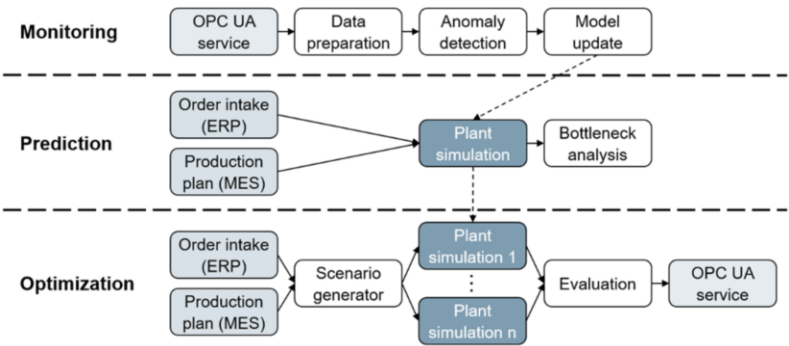 Monitoring
OPC UA
service
Data
preparation
Anomaly
detection
Model
update
Prediction
Order intake
(ERP)
Production
plan (MES)
Plant
simulation
Bottleneck
analysis
Optimization
Order intake
(ERP)
Production
plan (MES)
Scenario
generator
Plant
simulation 1
Plant
simulation n
Evaluation
OPC UA
service